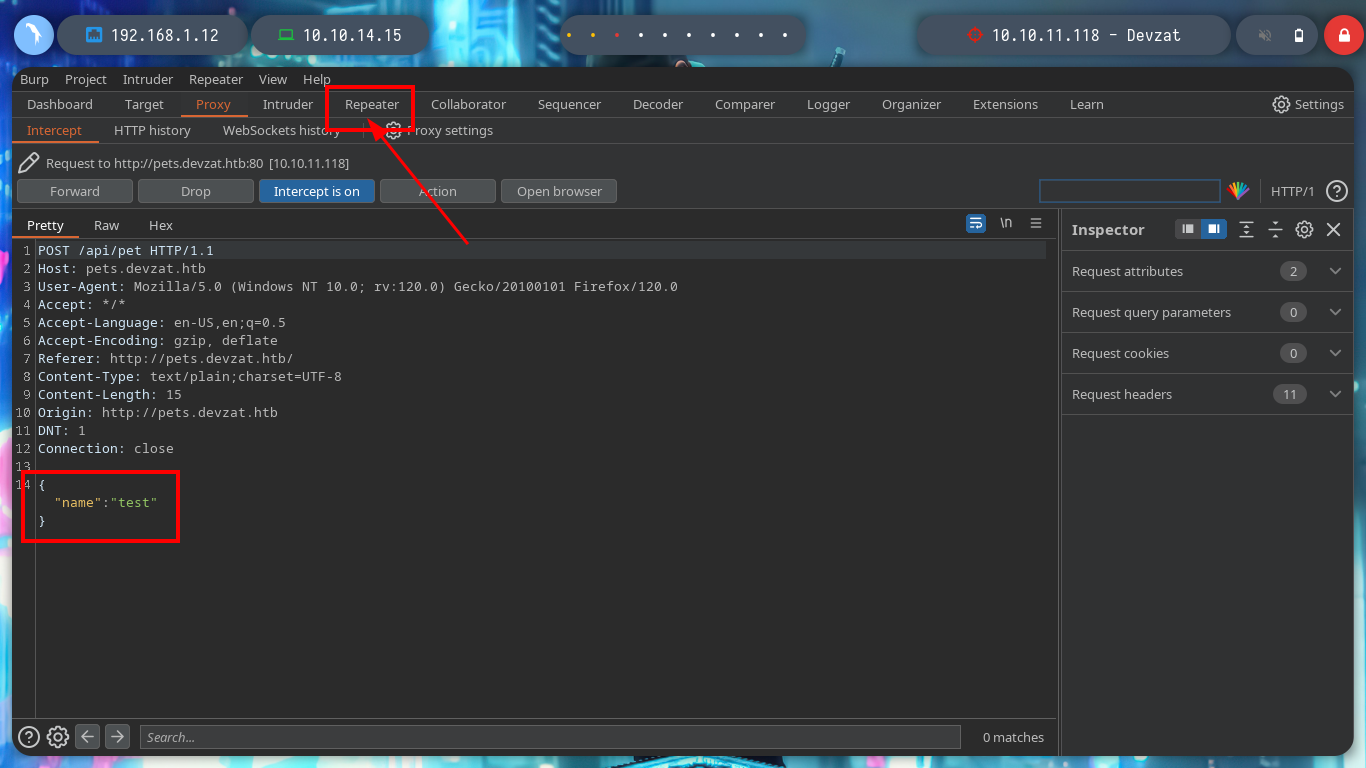 192.168.1.12 10.10.14.15 10.10.11.118 - Devzat
Burp Project Intruder Repeater View Help
Dashboard Target Proxy Intruder Repeater Collaborator Sequencer Decoder Comparer Logger Organizer Extensions Learn Settings
Intercept HTTP history WebSockets history Proxy settings
Request to http://pets.devzat.htb:80 [10.10.11.118]
Forward Drop Intercept is on Action Open browser HTTP/1
Pretty Raw Hex \n Inspector
1 POST /api/pet HTTP/1.1
2 Host: pets.devzat.htb
3 User-Agent: Mozilla/5.0 (Windows NT 10.0; rv:120.0) Gecko/20100101 Firefox/120.0
4 Accept: */*
5 Accept-Language: en-US,en;q=0.5
6 Accept-Encoding: gzip, deflate
7 Referer: http://pets.devzat.htb/
8 Content-Type: text/plain;charset=UTF-8
9 Content-Length: 15
10 Origin: http://pets.devzat.htb
11 DNT: 1
12 Connection: close
13
14 {
"name":"test"
}
Request attributes 2
Request query parameters 0
Request cookies 0
Request headers 11
Search... 0 matches